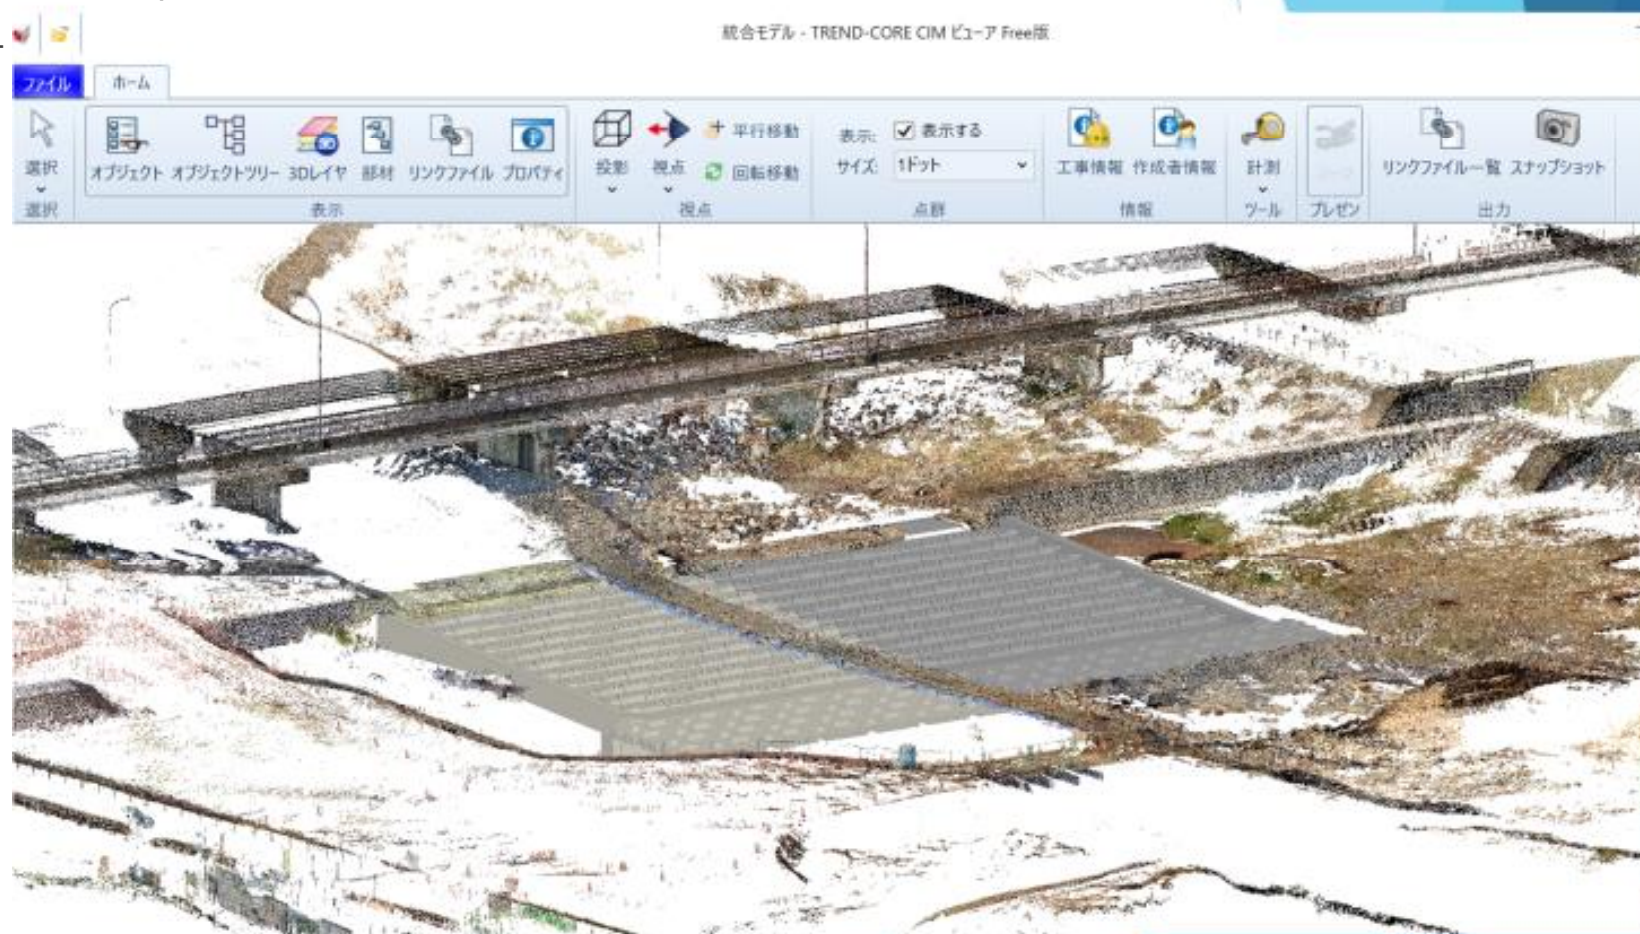 統合モデル - TREND-CORE CIM ビューア Free版
ファイル ホーム
選択 オブジェクト オブジェクトツリー 3Dレイヤ 部材 リンクファイル プロパティ 投影 視点 平行移動 回転移動 表示: 表示する サイズ: 1ドット 工事情報 作成者情報 計測 リンクファイル一覧 スナップショット
選択 表示 視点 点群 情報 ツール プレゼン 出力